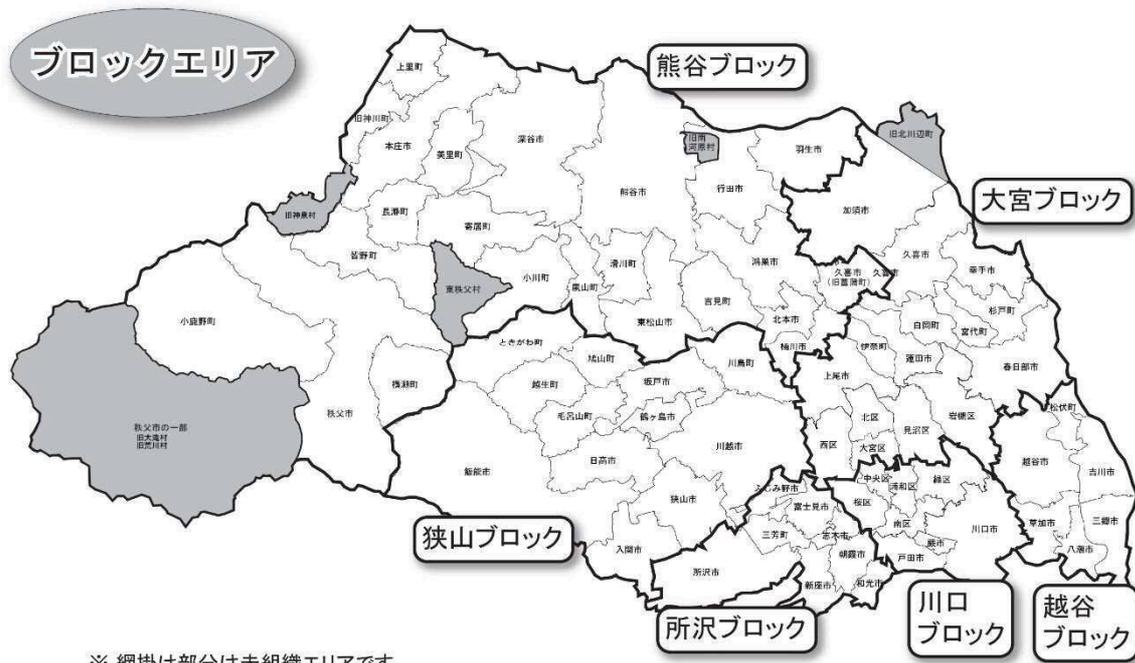 ブロックエリア
熊谷ブロック
大宮ブロック
狭山ブロック
所沢ブロック
川口
ブロック
越谷
ブロック
上里町
旧神川町
本庄市
美里町
深谷市
旧神泉村
長瀞町
寄居町
皆野町
東秩父村
小川町
嵐山町
滑川町
熊谷市
東松山市
吉見町
旧南
河原村
行田市
羽生市
旧北川辺町
加須市
鴻巣市
北本市
桶川市
久喜市
(旧菖蒲町)
久喜市
久喜市
幸手市
杉戸町
宮代町
白岡町
伊奈町
蓮田市
春日部市
上尾市
北区
見沼区
岩槻区
西区
大宮区
小鹿野町
秩父市の一部
旧大滝村
旧荒川村
秩父市
横瀬町
ときがわ町
鳩山町
越生町
毛呂山町
坂戸市
鶴ヶ島市
川島町
川越市
日高市
飯能市
狭山市
入間市
ふじみ野市
富士見市
三芳町
志木市
朝霞市
所沢市
新座市
和光市
中央区
浦和区
緑区
桜区
南区
川口市
蕨市
戸田市
松伏町
越谷市
吉川市
草加市
三郷市
八潮市
※ 網掛け部分は未組織エリアです